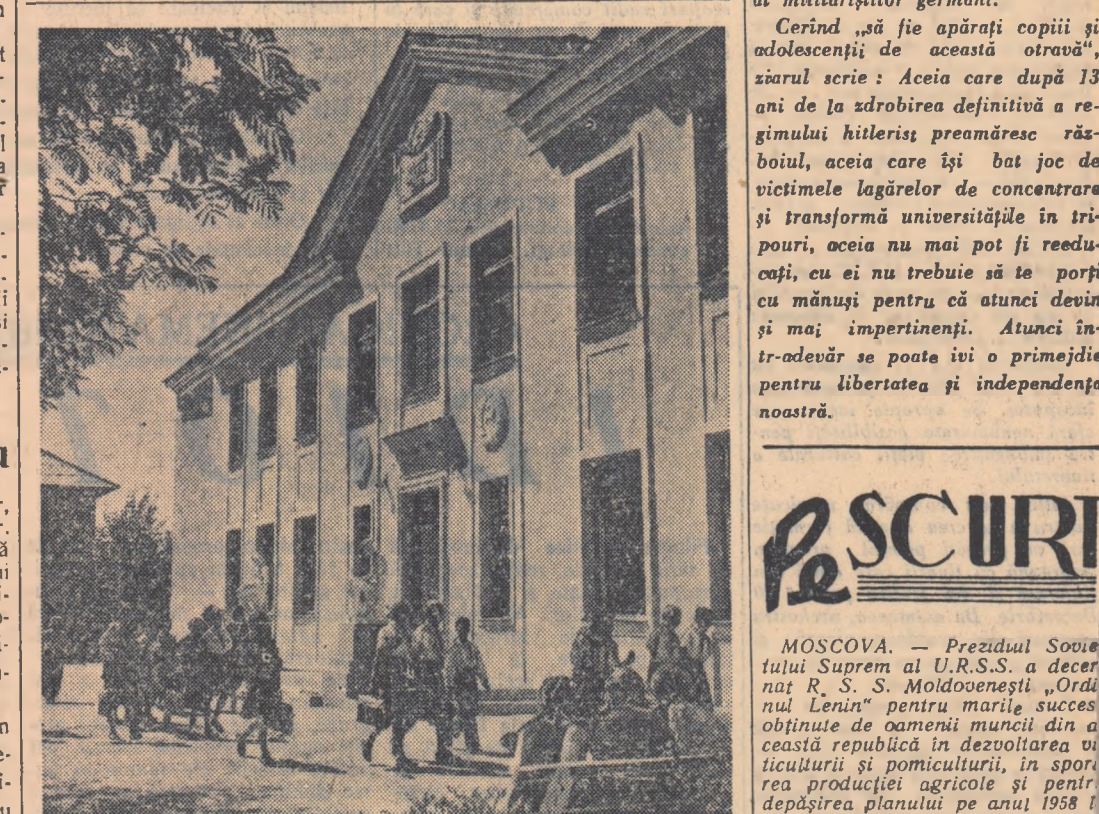 Cerînd „să fie apărați copiii și
adolescenții de această otravă“,
ziarul scrie : Aceia care după 13
ani de la zdrobirea definitivă a re-
gimului hitlerist preamăresc răz-
boiul, aceia care își bat joc de
victimele lagărelor de concentrare
și transformă universitățile în tri-
pouri, aceia nu mai pot fi reedu-
cați, cu ei nu trebuie să te porți
cu mănuși pentru că atunci devin
și mai impertinenți. Atunci în-
tr-adevăr se poate ivi o primejdie
pentru libertatea și independența
noastră.
Pe SCURT
MOSCOVA. — Prezidiul Sovie
tului Suprem al U.R.S.S. a decer
nat R. S. S. Moldovenești „Ordi
nul Lenin“ pentru marile succes
obținute de oamenii muncii din a
ceastă republică în dezvoltarea vi
ticulturii și pomiculturii, în spori
rea producției agricole și pentr
depășirea planului pe anul 1958 l